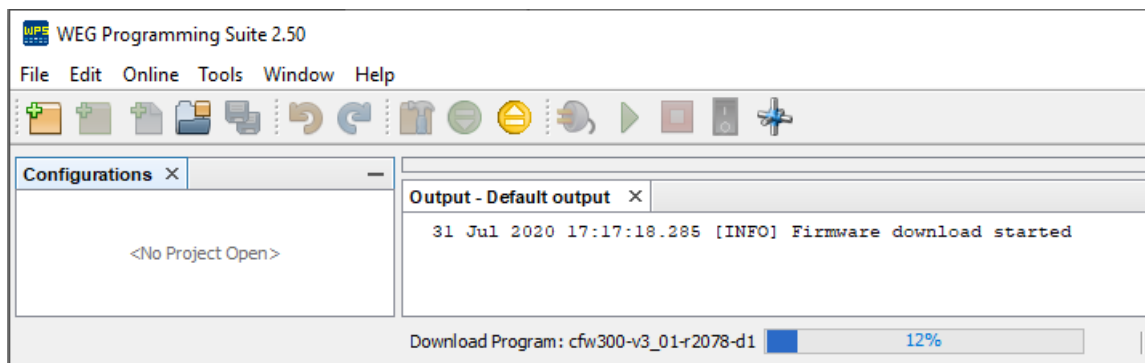 WPS WEG Programming Suite 2.50
File Edit Online Tools Window Help
Configurations
<No Project Open>
Output - Default output
31 Jul 2020 17:17:18.285 [INFO] Firmware download started
Download Program: cfw300-v3_01-r2078-d1 12%